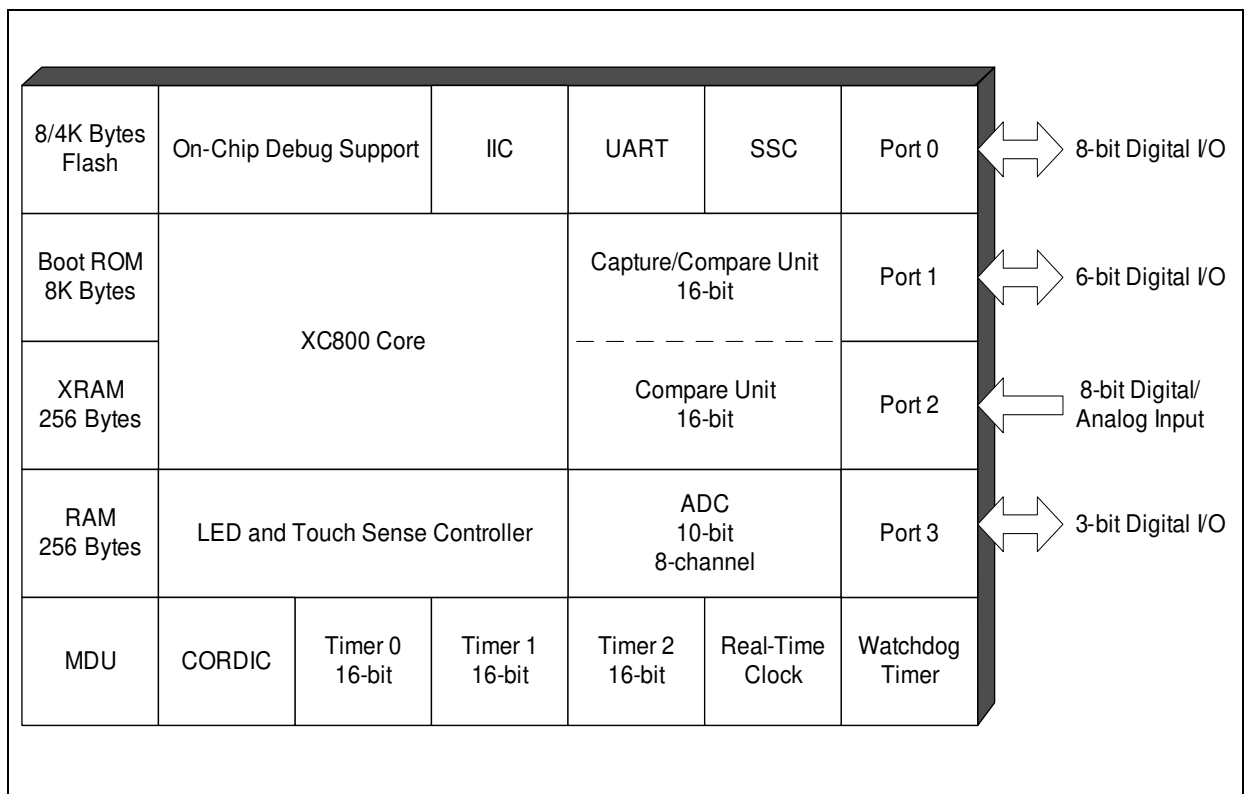 8/4K Bytes
Flash
On-Chip Debug Support
IIC
UART
SSC
Port 0
8-bit Digital I/O
Boot ROM
8K Bytes
XC800 Core
Capture/Compare Unit
16-bit
Port 1
6-bit Digital I/O
XRAM
256 Bytes
Compare Unit
16-bit
Port 2
8-bit Digital/
Analog Input
RAM
256 Bytes
LED and Touch Sense Controller
ADC
10-bit
8-channel
Port 3
3-bit Digital I/O
MDU
CORDIC
Timer 0
16-bit
Timer 1
16-bit
Timer 2
16-bit
Real-Time
Clock
Watchdog
Timer